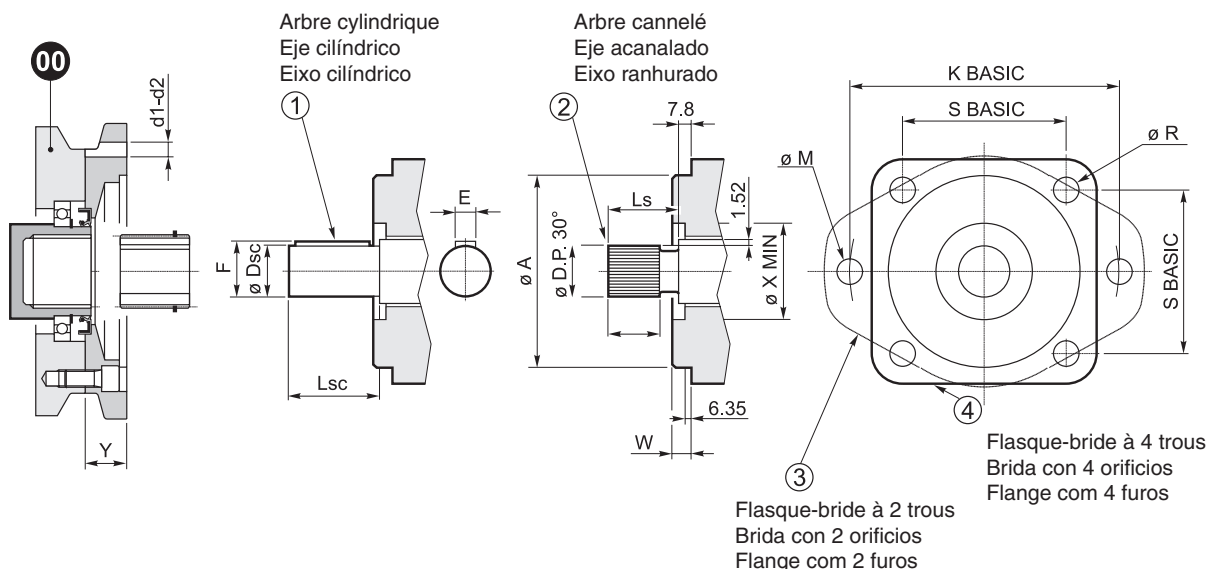 Arbre cylindrique
Eje cilíndrico
Eixo cilíndrico
Arbre cannelé
Eje acanalado
Eixo ranhurado
00
d1-d2
1
2
7.8
K BASIC
S BASIC
ø R
ø M
E
Ls
1.52
F
ø Dsc
ø A
ø D.P. 30°
ø X MIN
S BASIC
Lsc
6.35
W
Y
4
3
Flasque-bride à 4 trous
Brida con 4 orificios
Flange com 4 furos
Flasque-bride à 2 trous
Brida con 2 orificios
Flange com 2 furos